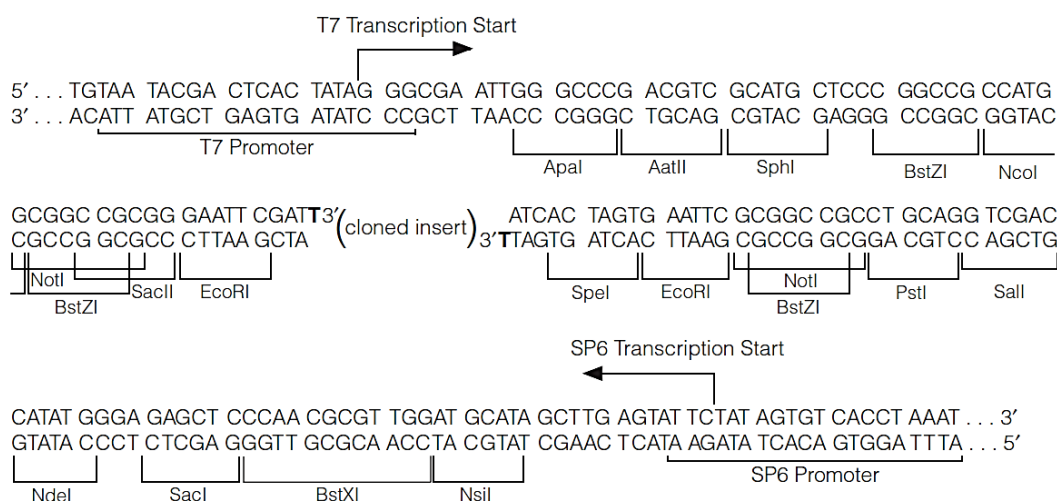 T7 Transcription Start
5′ . . . TGTAA TACGA CTCAC TATAG GGCGA ATTGG GCCCG ACGTC GCATG CTCCC GGCCG CCATG
3′ . . . ACATT ATGCT GAGTG ATATC CCGCT TAACC CGGGC TGCAG CGTAC GAGGG CCGGC GGTAC
T7 Promoter
ApaI AatII SphI BstZI NcoI
GCGGC CGCGG GAATT CGATT3′ (cloned insert) ATCAC TAGTG AATTC GCGGC CGCCT GCAGG TCGAC
CGCCG GCGCC CTTAA GCTA 3′TTAGTG ATCAC TTAAG CGCCG GCGGA CGTCC AGCTG
NotI SacII EcoRI SpeI EcoRI NotI PstI SalI
BstZI BstZI
SP6 Transcription Start
CATAT GGGA GAGCTC CCAA CGCGT TGGAT GCATA GCTTG AGTAT TCTAT AGTGT CACCT AAAT . . . 3′
GTATA CCCT CTCGAG GGTT GCGCA ACCTA CGTAT CGAAC TCATA AGATA TCACA GTGGA TTTA . . . 5′
NdeI SacI BstXI NsiI SP6 Promoter